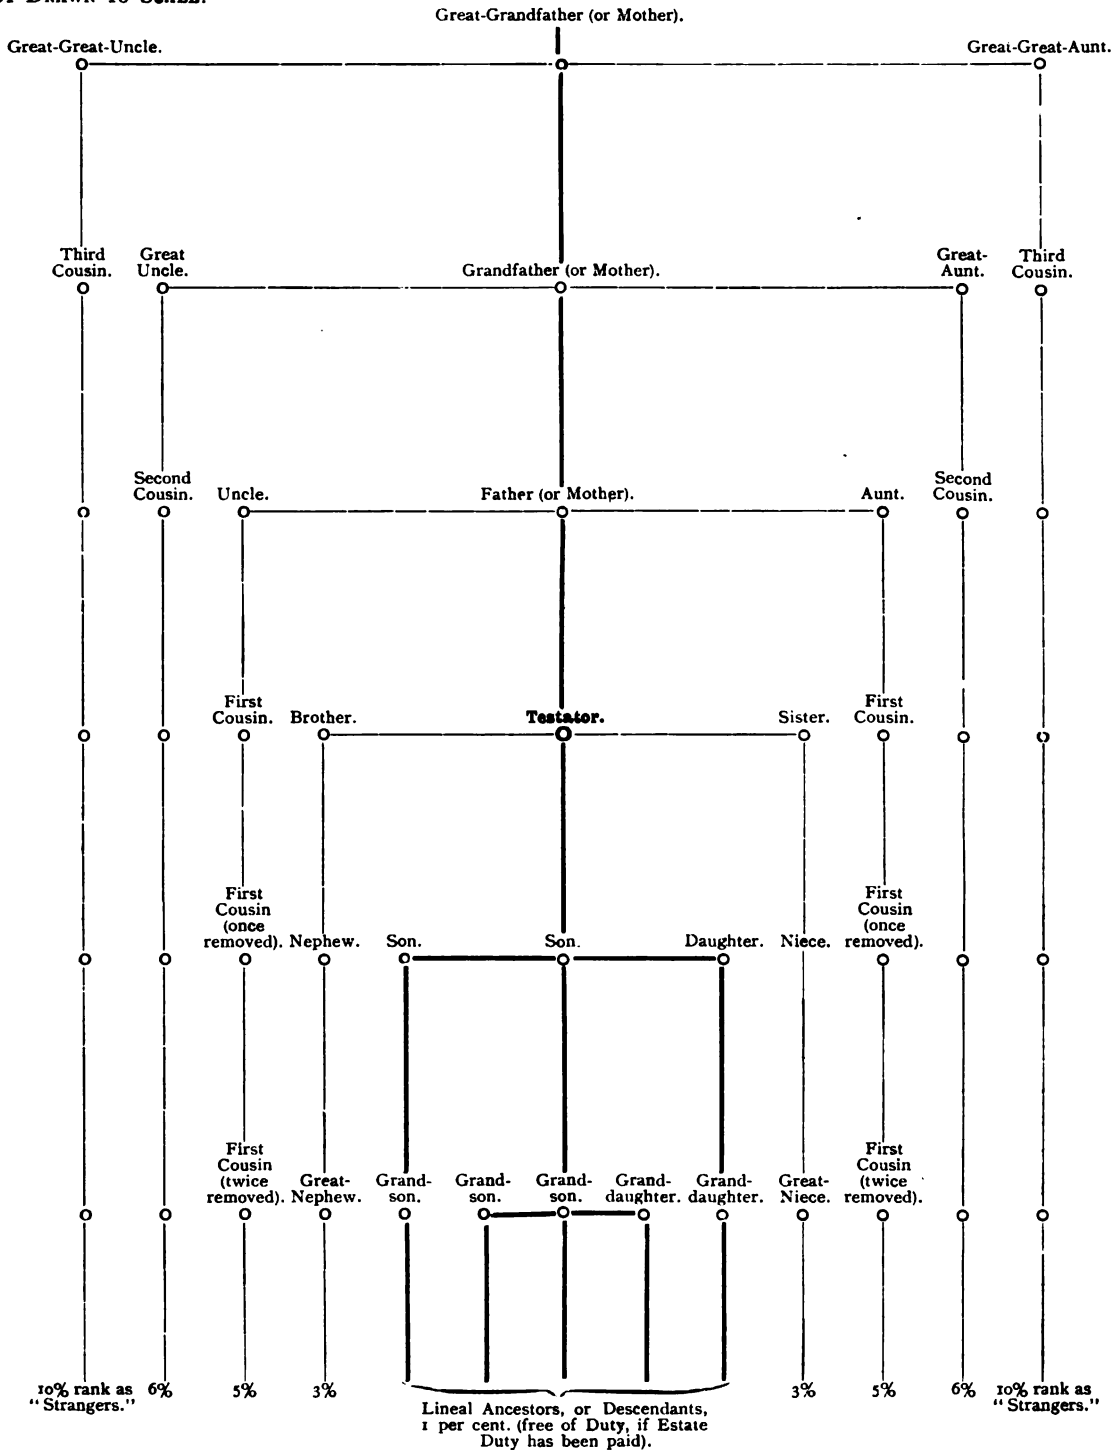 Drawn to Scale.
Great-Grandfather (or Mother).
Great-Great-Uncle.
Great-Great-Aunt.
Third Cousin.
Great Uncle.
Grandfather (or Mother).
Great-Aunt.
Third Cousin.
Second Cousin.
Uncle.
Father (or Mother).
Aunt.
Second Cousin.
First Cousin.
Brother.
Testator.
Sister.
First Cousin.
First Cousin (once removed).
Nephew.
Son.
Son.
Daughter.
Niece.
First Cousin (once removed).
First Cousin (twice removed).
Great-Nephew.
Grand-son.
Grand-son.
Grand-son.
Grand-daughter.
Grand-daughter.
Great-Niece.
First Cousin (twice removed).
10% rank as "Strangers."
6%
5%
3%
Lineal Ancestors, or Descendants,
1 per cent. (free of Duty, if Estate
Duty has been paid).
3%
5%
6%
10% rank as "Strangers."